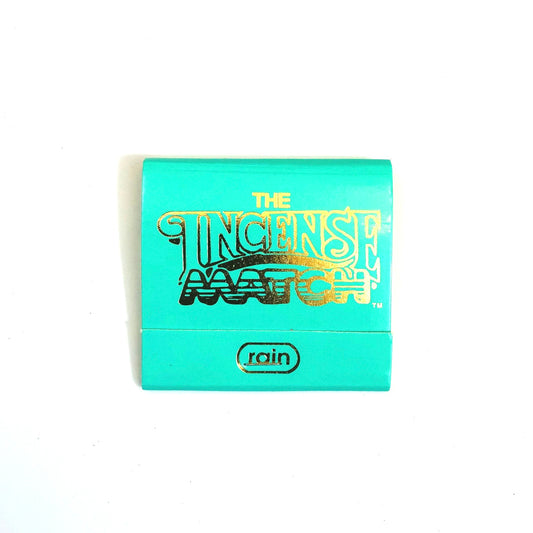 THE
INCENSE
MATCH
™
rain